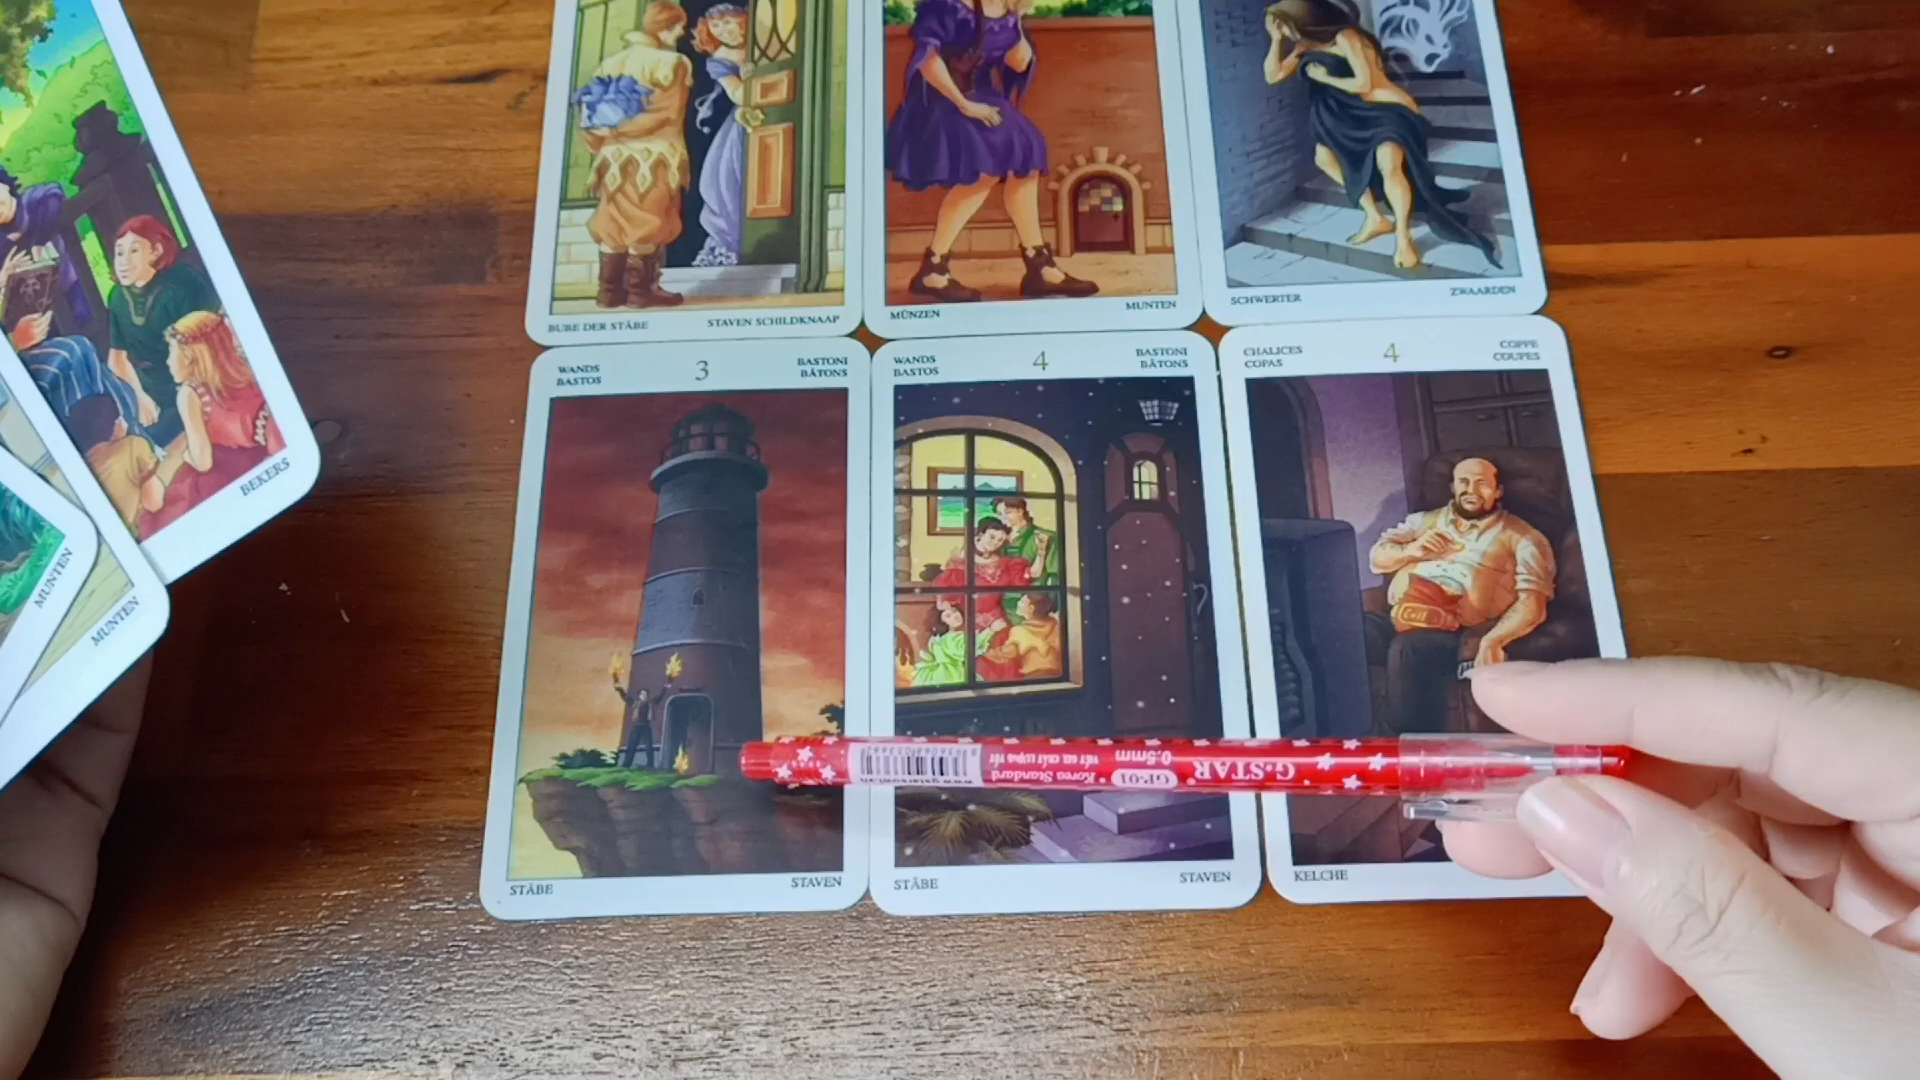 BUBE DER STÄBE
STAVEN SCHILDKNAAP
MÜNZEN
MUNTEN
SCHWERTER
ZWAARDEN
WANDS
BASTOS
3
BASTONI
BÂTONS
WANDS
BASTOS
4
BASTONI
BÂTONS
CHALICES
COPAS
4
COPPE
COUPES
STÄBE
STAVEN
STÄBE
STAVEN
KELCHE
BEKERS
MUNTEN
MUNTEN
G-STAR
GP-01
0.5mm
Korea Standard